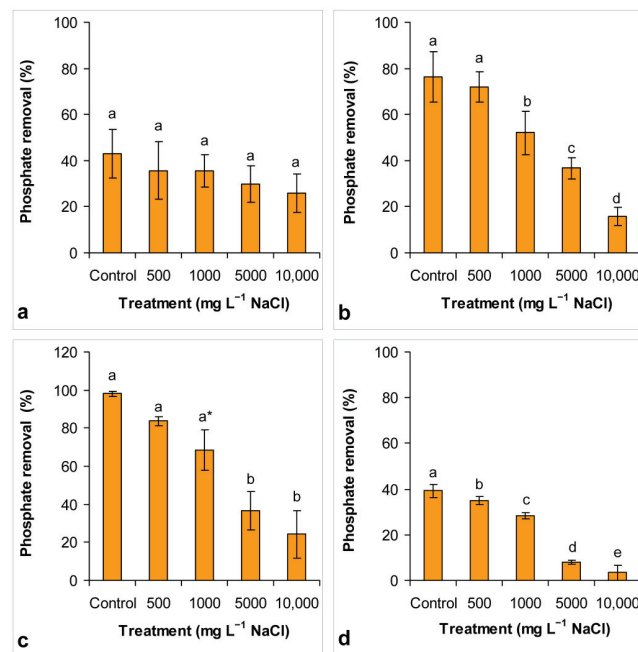 100
80
60
40
20
0
Phosphate removal (%)
a a a a a
Control 500 1000 5000 10,000
Treatment (mg L⁻¹ NaCl)
a
100
80
60
40
20
0
Phosphate removal (%)
a a b c d
Control 500 1000 5000 10,000
Treatment (mg L⁻¹ NaCl)
b
120
100
80
60
40
20
0
Phosphate removal (%)
a a a* b b
Control 500 1000 5000 10,000
Treatment (mg L⁻¹ NaCl)
c
100
80
60
40
20
0
Phosphate removal (%)
a b c d e
Control 500 1000 5000 10,000
Treatment (mg L⁻¹ NaCl)
d